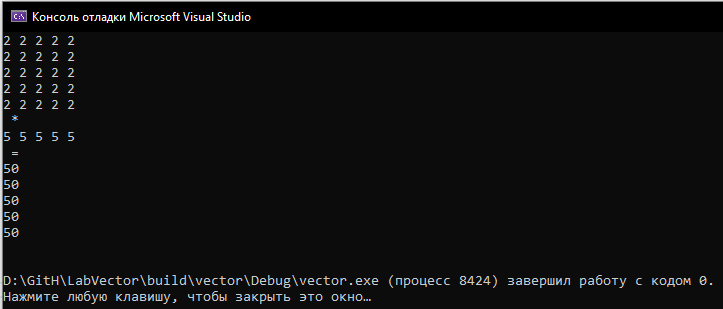 Консоль отладки Microsoft Visual Studio
2 2 2 2 2
2 2 2 2 2
2 2 2 2 2
2 2 2 2 2
2 2 2 2 2
*
5 5 5 5 5
=
50
50
50
50
50
D:\GitH\LabVector\build\vector\Debug\vector.exe (процесс 8424) завершил работу с кодом 0.
Нажмите любую клавишу, чтобы закрыть это окно…